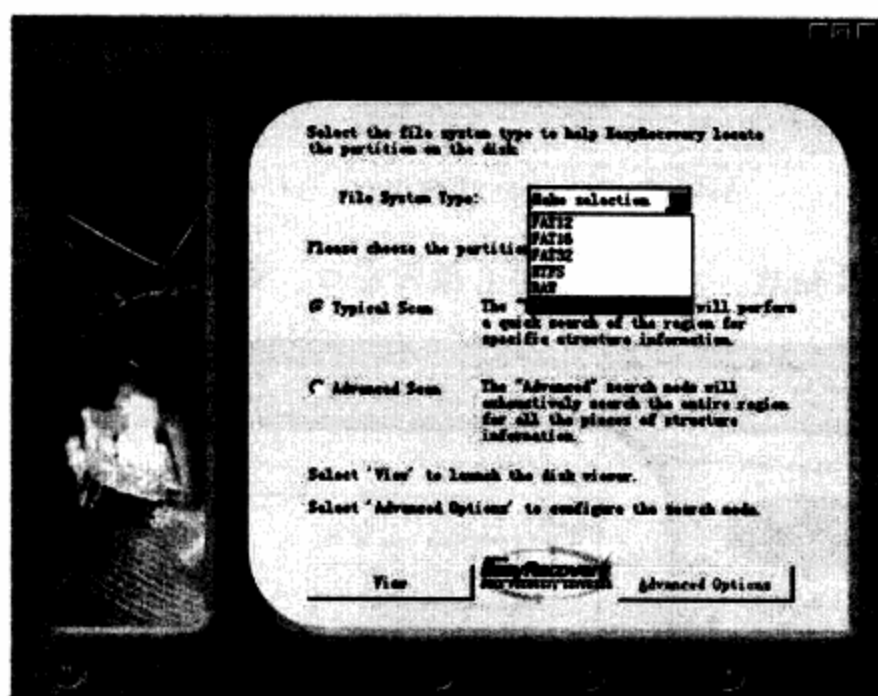 Select the file system type to help EasyRecovery locate
the partition on the disk
File System Type:
Make selection
FAT12
FAT16
FAT32
NTFS
RAW
Please choose the partition
Typical Scan
The "
will perform
a quick search of the region for
specific structure information.
Advanced Scan
The "Advanced" search mode will
exhaustively search the entire region
for all the pieces of structure
information.
Select 'View' to launch the disk viewer.
Select 'Advanced Options' to configure the search mode.
View
EasyRecovery
Advanced Options